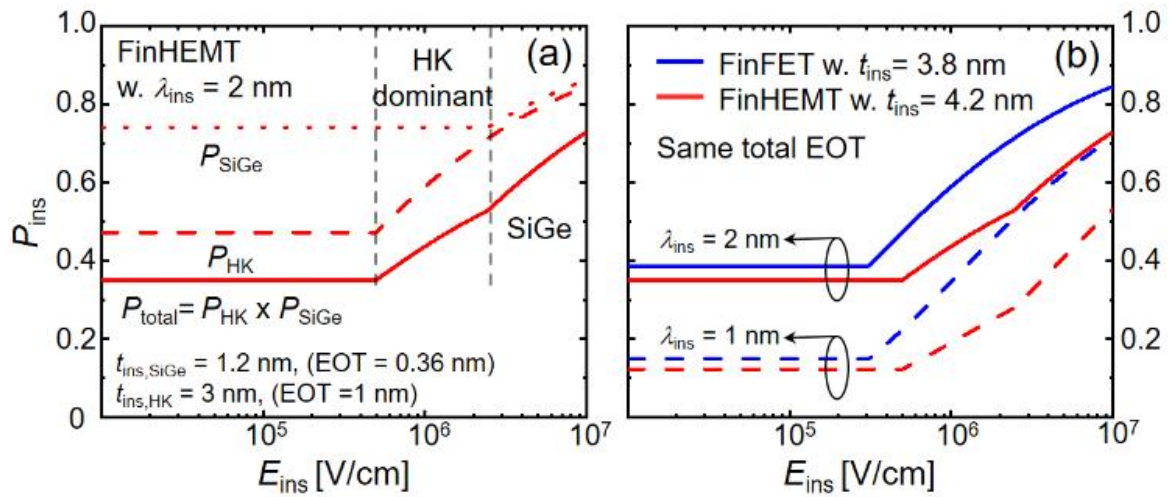 FinHEMT
w. λins = 2 nm
HK
dominant
(a)
PSiGe
PHK
SiGe
Ptotal= PHK x PSiGe
tins,SiGe = 1.2 nm, (EOT = 0.36 nm)
tins,HK = 3 nm, (EOT =1 nm)
1.0
0.8
0.6
0.4
0.2
0
Pins
10^5
10^6
10^7
Eins [V/cm]
(b)
FinFET w. tins= 3.8 nm
FinHEMT w. tins= 4.2 nm
Same total EOT
λins = 2 nm
λins = 1 nm
1.0
0.8
0.6
0.4
0.2
10^5
10^6
10^7
Eins [V/cm]